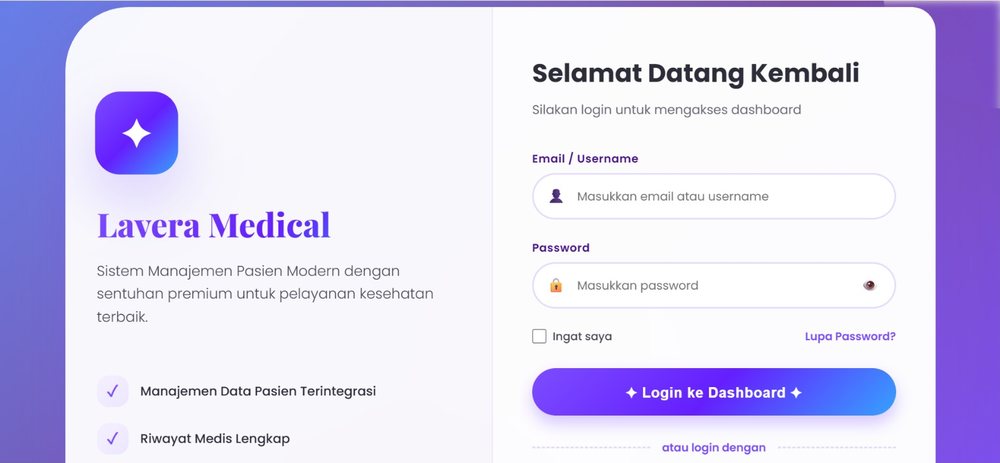 Lavera Medical
Sistem Manajemen Pasien Modern dengan
sentuhan premium untuk pelayanan kesehatan
terbaik.
✓ Manajemen Data Pasien Terintegrasi
✓ Riwayat Medis Lengkap
Selamat Datang Kembali
Silakan login untuk mengakses dashboard
Email / Username
Masukkan email atau username
Password
Masukkan password
Ingat saya
Lupa Password?
✦ Login ke Dashboard ✦
atau login dengan